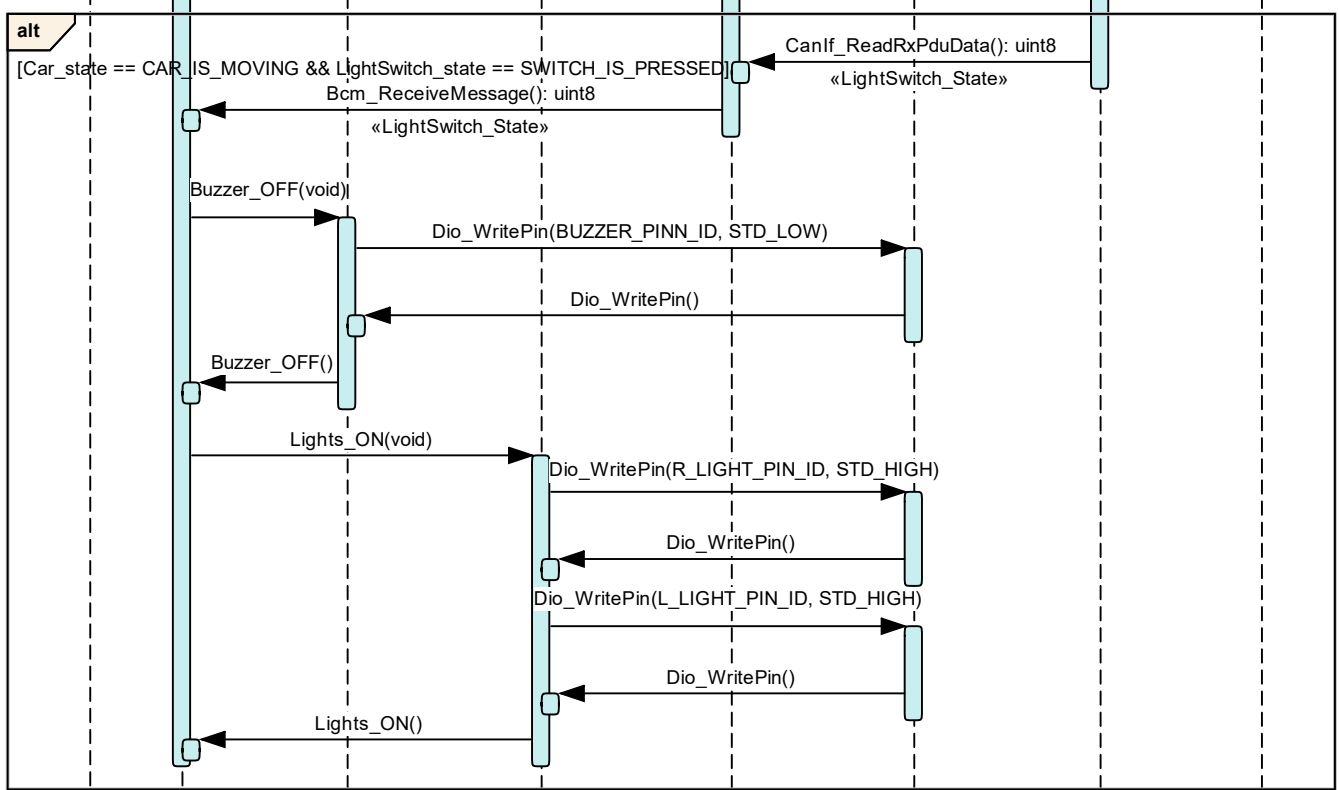 alt
CanIf_ReadRxPduData(): uint8
[Car_state == CAR_IS_MOVING && LightSwitch_state == SWITCH_IS_PRESSED]
«LightSwitch_State»
Bcm_ReceiveMessage(): uint8
«LightSwitch_State»
Buzzer_OFF(void)
Dio_WritePin(BUZZER_PINN_ID, STD_LOW)
Dio_WritePin()
Buzzer_OFF()
Lights_ON(void)
Dio_WritePin(R_LIGHT_PIN_ID, STD_HIGH)
Dio_WritePin()
Dio_WritePin(L_LIGHT_PIN_ID, STD_HIGH)
Dio_WritePin()
Lights_ON()